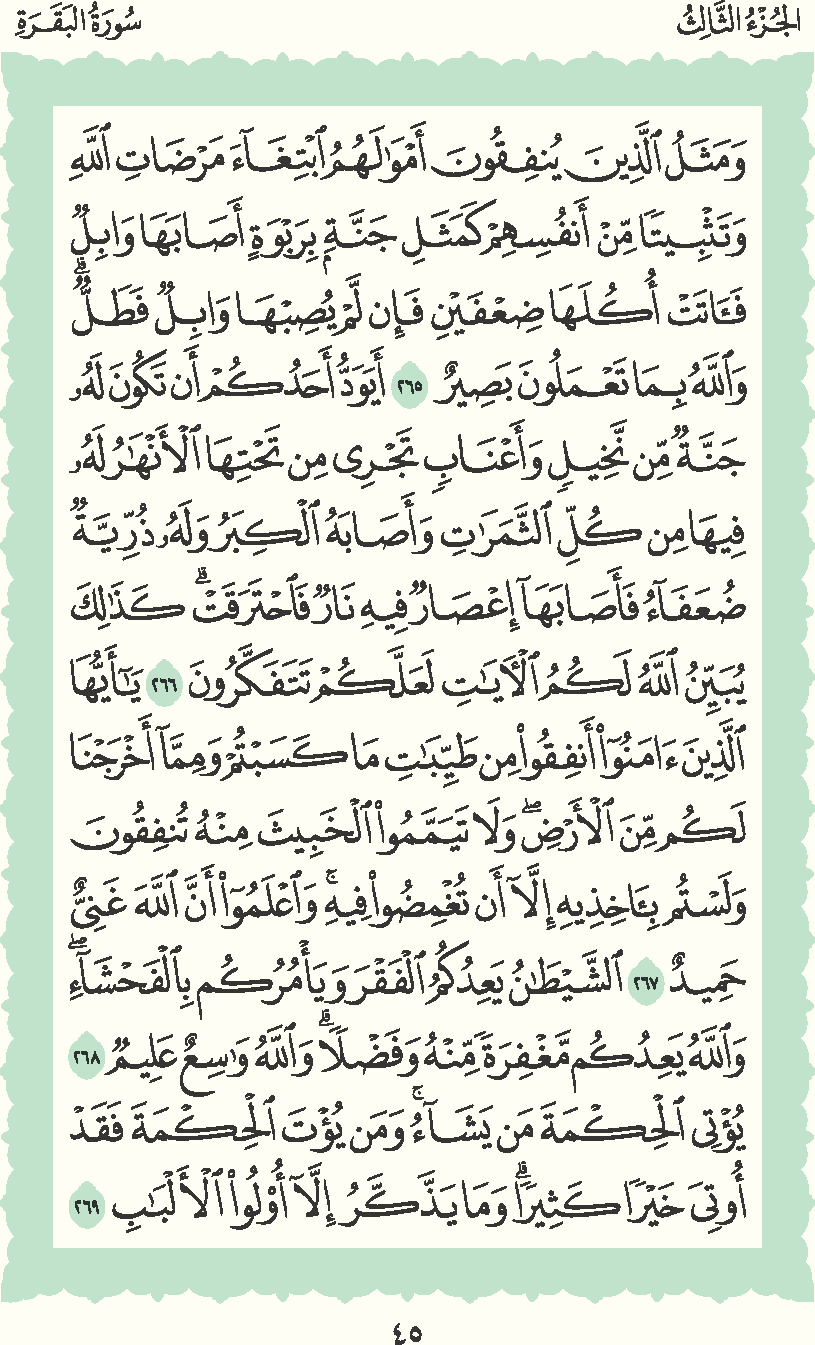 الجُزْءُ الثَّالِثُ
سُورَةُ البَقَرَةِ
وَمَثَلُ ٱلَّذِينَ يُنفِقُونَ أَمۡوَٰلَهُمُ ٱبۡتِغَآءَ مَرۡضَاتِ ٱللَّهِ
وَتَثۡبِيتٗا مِّنۡ أَنفُسِهِمۡ كَمَثَلِ جَنَّةِۭ بِرَبۡوَةٍ أَصَابَهَا وَابِلٞ
فَـَٔاتَتۡ أُكُلَهَا ضِعۡفَيۡنِ فَإِن لَّمۡ يُصِبۡهَا وَابِلٞ فَطَلّٞۗ
وَٱللَّهُ بِمَا تَعۡمَلُونَ بَصِيرٌ ٢٦٥ أَيَوَدُّ أَحَدُكُمۡ أَن تَكُونَ لَهُۥ
جَنَّةٞ مِّن نَّخِيلٖ وَأَعۡنَابٖ تَجۡرِي مِن تَحۡتِهَا ٱلۡأَنۡهَٰرُ لَهُۥ
فِيهَا مِن كُلِّ ٱلثَّمَرَٰتِ وَأَصَابَهُ ٱلۡكِبَرُ وَلَهُۥ ذُرِّيَّةٞ
ضُعَفَآءُ فَأَصَابَهَآ إِعۡصَارٞ فِيهِ نَارٞ فَٱحۡتَرَقَتۡۗ كَذَٰلِكَ
يُبَيِّنُ ٱللَّهُ لَكُمُ ٱلۡأٓيَٰتِ لَعَلَّكُمۡ تَتَفَكَّرُونَ ٢٦٦ يَٰٓأَيُّهَا
ٱلَّذِينَ ءَامَنُوٓاْ أَنفِقُواْ مِن طَيِّبَٰتِ مَا كَسَبۡتُمۡ وَمِمَّآ أَخۡرَجۡنَا
لَكُم مِّنَ ٱلۡأَرۡضِۖ وَلَا تَيَمَّمُواْ ٱلۡخَبِيثَ مِنۡهُ تُنفِقُونَ
وَلَسۡتُم بِـَٔاخِذِيهِ إِلَّآ أَن تُغۡمِضُواْ فِيهِۚ وَٱعۡلَمُوٓاْ أَنَّ ٱللَّهَ غَنِيٌّ
حَمِيدٌ ٢٦٧ ٱلشَّيۡطَٰنُ يَعِدُكُمُ ٱلۡفَقۡرَ وَيَأۡمُرُكُم بِٱلۡفَحۡشَآءِۖ
وَٱللَّهُ يَعِدُكُم مَّغۡفِرَةٗ مِّنۡهُ وَفَضۡلٗاۗ وَٱللَّهُ وَٰسِعٌ عَلِيمٞ ٢٦٨
يُؤۡتِي ٱلۡحِكۡمَةَ مَن يَشَآءُۚ وَمَن يُؤۡتَ ٱلۡحِكۡمَةَ فَقَدۡ
أُوتِيَ خَيۡرٗا كَثِيرٗاۗ وَمَا يَذَّكَّرُ إِلَّآ أُوْلُواْ ٱلۡأَلۡبَٰبِ ٢٦٩
٤٥